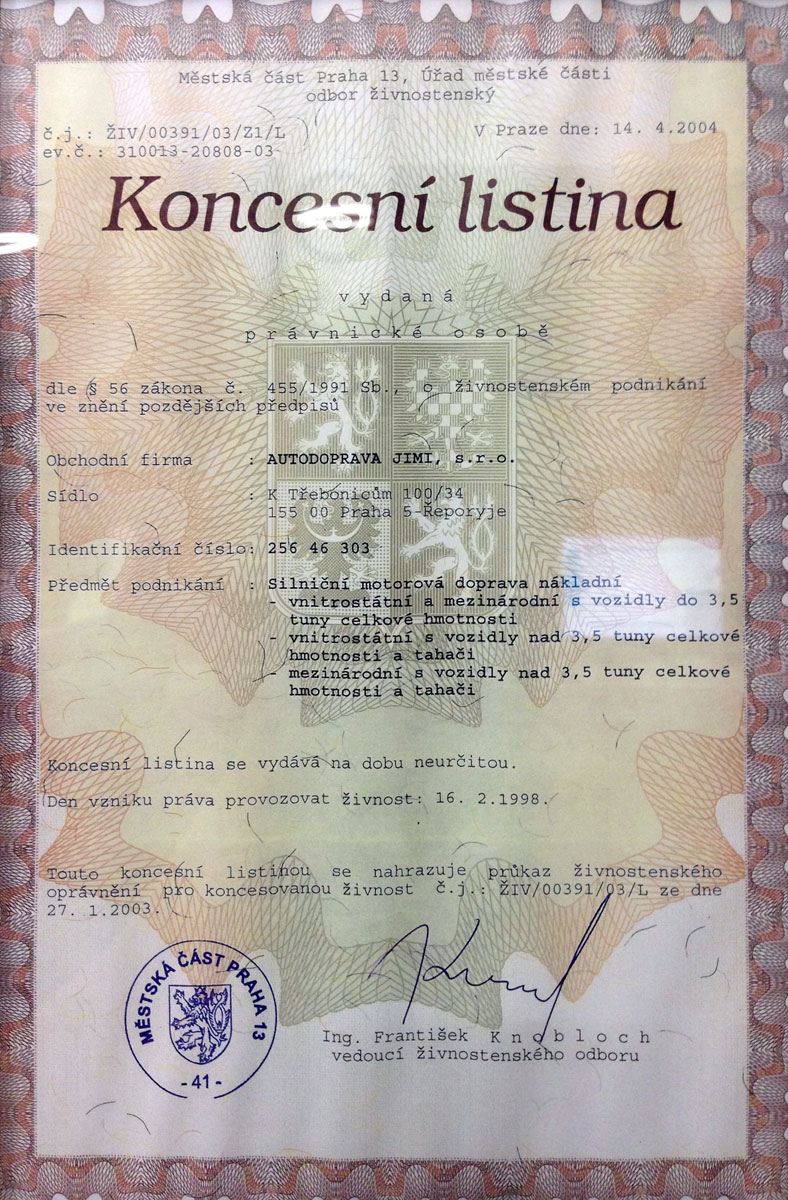 Městská část Praha 13, Úřad městské části
odbor živnostenský
č.j.: ŽIV/00391/03/Z1/L
V Praze dne: 14. 4.2004
ev.č.: 310013-20808-03
Koncesní listina
vydaná
právnické osobě
dle § 56 zákona č. 455/1991 Sb., o živnostenském podnikání
ve znění pozdějších předpisů
Obchodní firma : AUTODOPRAVA JIMI, s.r.o.
Sídlo : K Třebonicům 100/34
155 00 Praha 5-Řeporyje
Identifikační číslo: 256 46 303
Předmět podnikání : Silniční motorová doprava nákladní
- vnitrostátní a mezinárodní s vozidly do 3,5
tuny celkové hmotnosti
- vnitrostátní s vozidly nad 3,5 tuny celkové
hmotnosti a tahači
- mezinárodní s vozidly nad 3,5 tuny celkové
hmotnosti a tahači
Koncesní listina se vydává na dobu neurčitou.
Den vzniku práva provozovat živnost: 16. 2.1998.
Touto koncesní listinou se nahrazuje průkaz živnostenského
oprávnění pro koncesovanou živnost č.j.: ŽIV/00391/03/L ze dne
27. 1.2003.
MĚSTSKÁ ČÁST PRAHA 13
- 41 -
Ing. František Knobloch
vedoucí živnostenského odboru